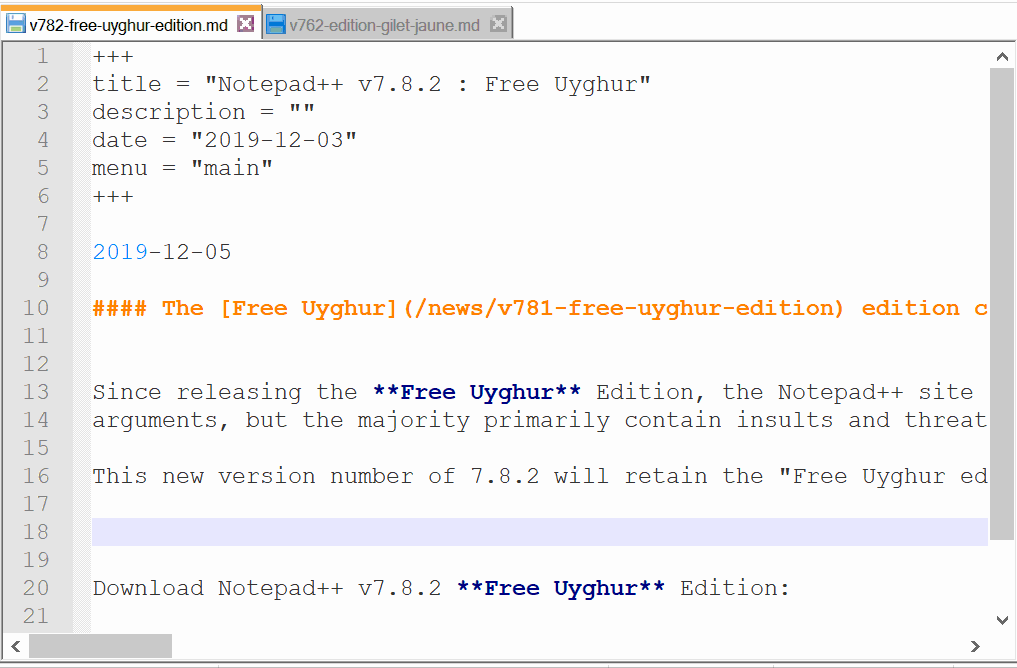 v782-free-uyghur-edition.md v762-edition-gilet-jaune.md
1 +++
2 title = "Notepad++ v7.8.2 : Free Uyghur"
3 description = ""
4 date = "2019-12-03"
5 menu = "main"
6 +++
7
8 2019-12-05
9
10 #### The [Free Uyghur](/news/v781-free-uyghur-edition) edition c
11
12
13 Since releasing the **Free Uyghur** Edition, the Notepad++ site
14 arguments, but the majority primarily contain insults and threat
15
16 This new version number of 7.8.2 will retain the "Free Uyghur ed
17
18
19
20 Download Notepad++ v7.8.2 **Free Uyghur** Edition:
21